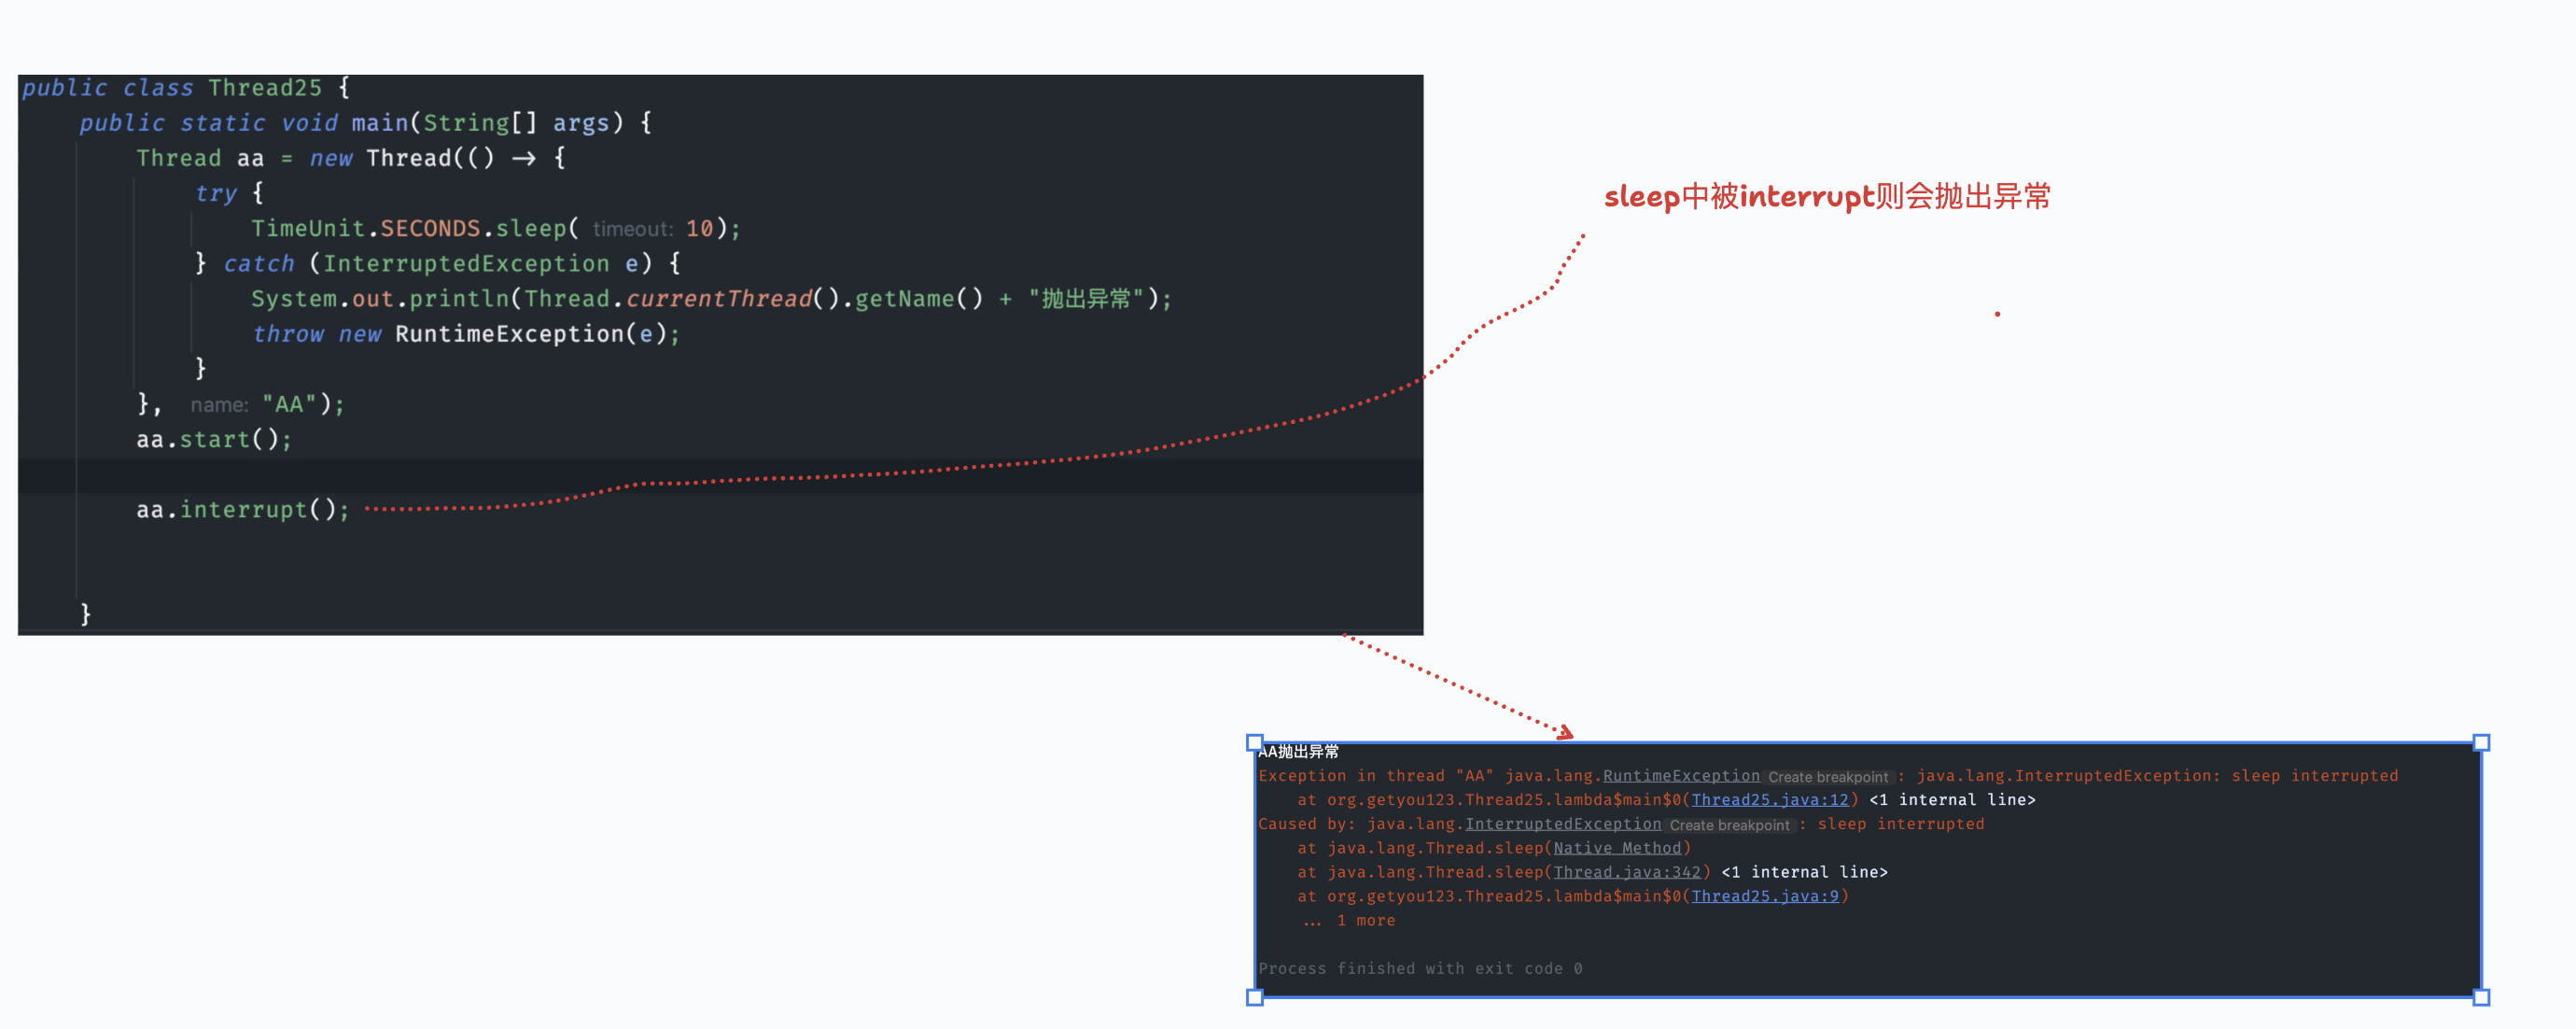 public class Thread25 {
public static void main(String[] args) {
Thread aa = new Thread(() → {
try {
TimeUnit.SECONDS.sleep( timeout: 10);
} catch (InterruptedException e) {
System.out.println(Thread.currentThread().getName() + "抛出异常");
throw new RuntimeException(e);
}
}, name: "AA");
aa.start();
aa.interrupt();
}
sleep中被interrupt则会抛出异常
AA抛出异常
Exception in thread "AA" java.lang.RuntimeException Create breakpoint : java.lang.InterruptedException: sleep interrupted
at org.getyou123.Thread25.lambda$main$0(Thread25.java:12) <1 internal line>
Caused by: java.lang.InterruptedException Create breakpoint : sleep interrupted
at java.lang.Thread.sleep(Native Method)
at java.lang.Thread.sleep(Thread.java:342) <1 internal line>
at org.getyou123.Thread25.lambda$main$0(Thread25.java:9)
... 1 more
Process finished with exit code 0